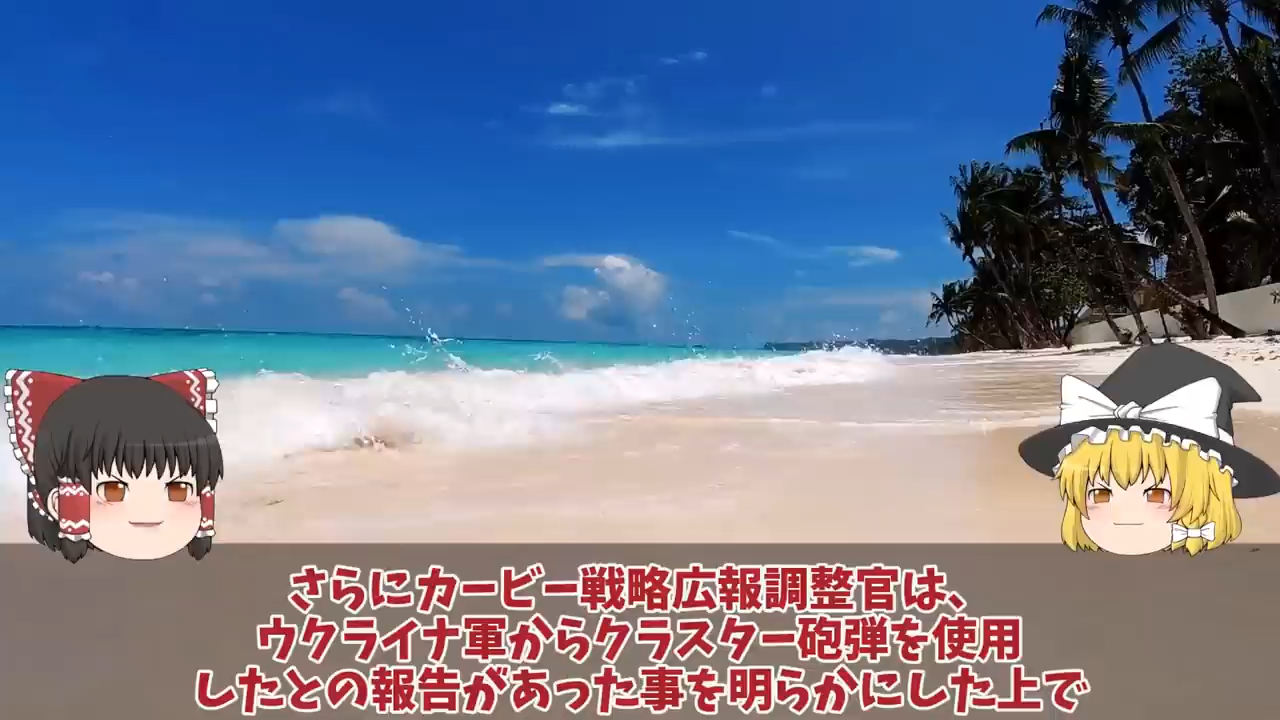 さらにカービー戦略広報調整官は、
ウクライナ軍からクラスター砲弾を使用
したとの報告があった事を明らかにした上で